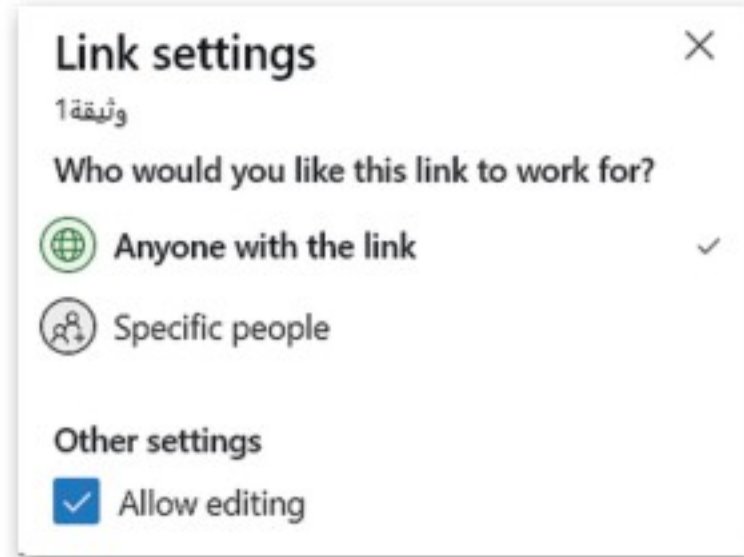 Link settings
وثيقة1
Who would you like this link to work for?
Anyone with the link
Specific people
Other settings
Allow editing